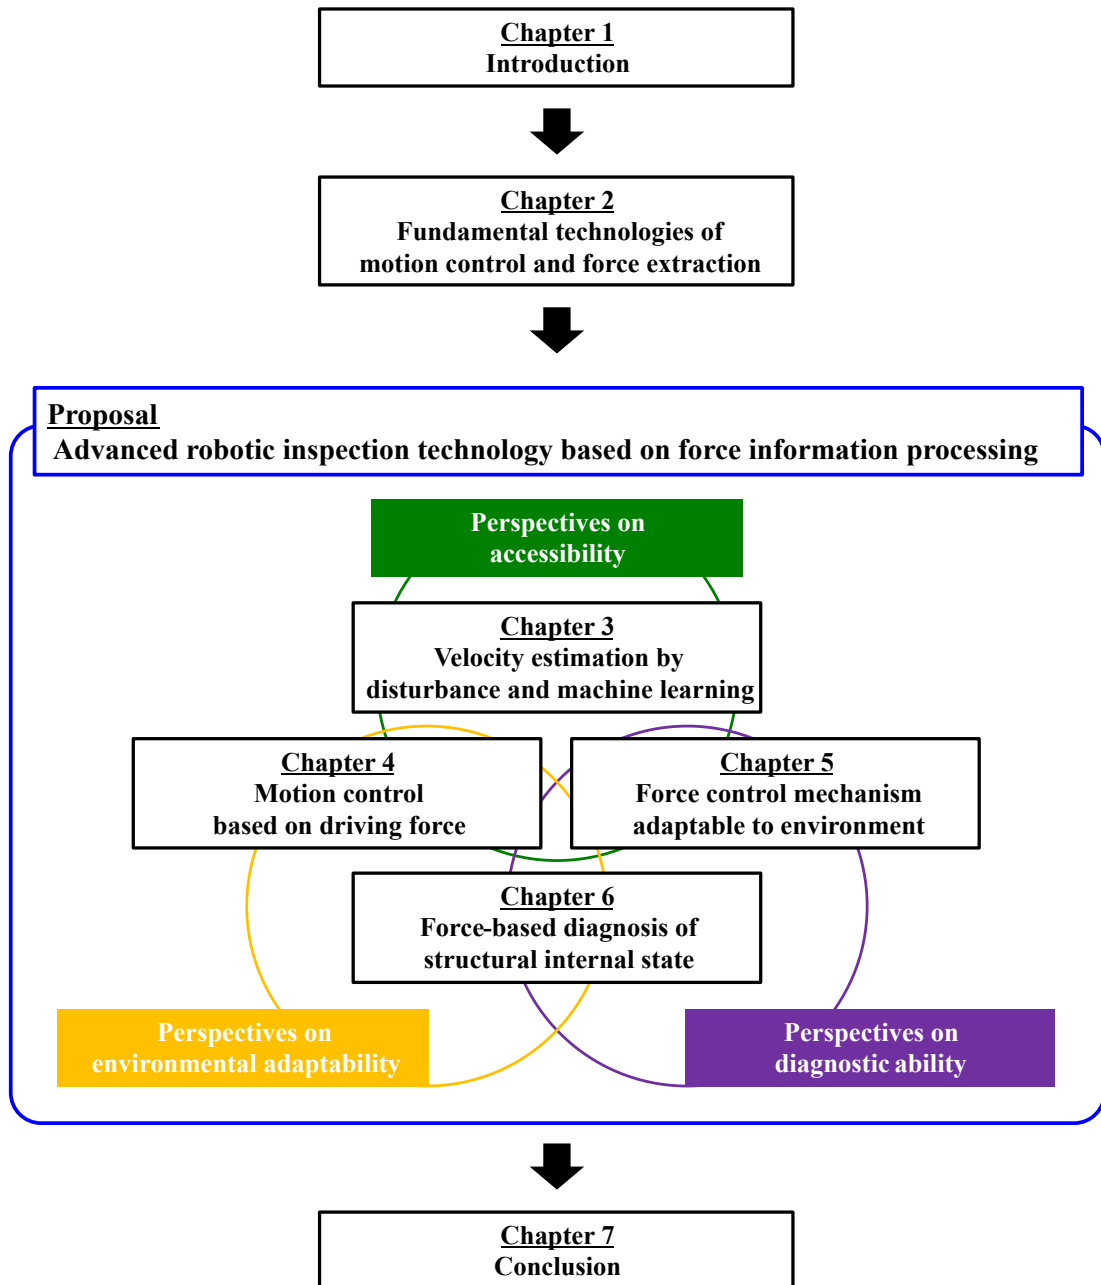 Chapter 1
Introduction
Chapter 2
Fundamental technologies of
motion control and force extraction
Proposal
Advanced robotic inspection technology based on force information processing
Perspectives on
accessibility
Chapter 3
Velocity estimation by
disturbance and machine learning
Chapter 4
Motion control
based on driving force
Chapter 5
Force control mechanism
adaptable to environment
Chapter 6
Force-based diagnosis of
structural internal state
Perspectives on
environmental adaptability
Perspectives on
diagnostic ability
Chapter 7
Conclusion